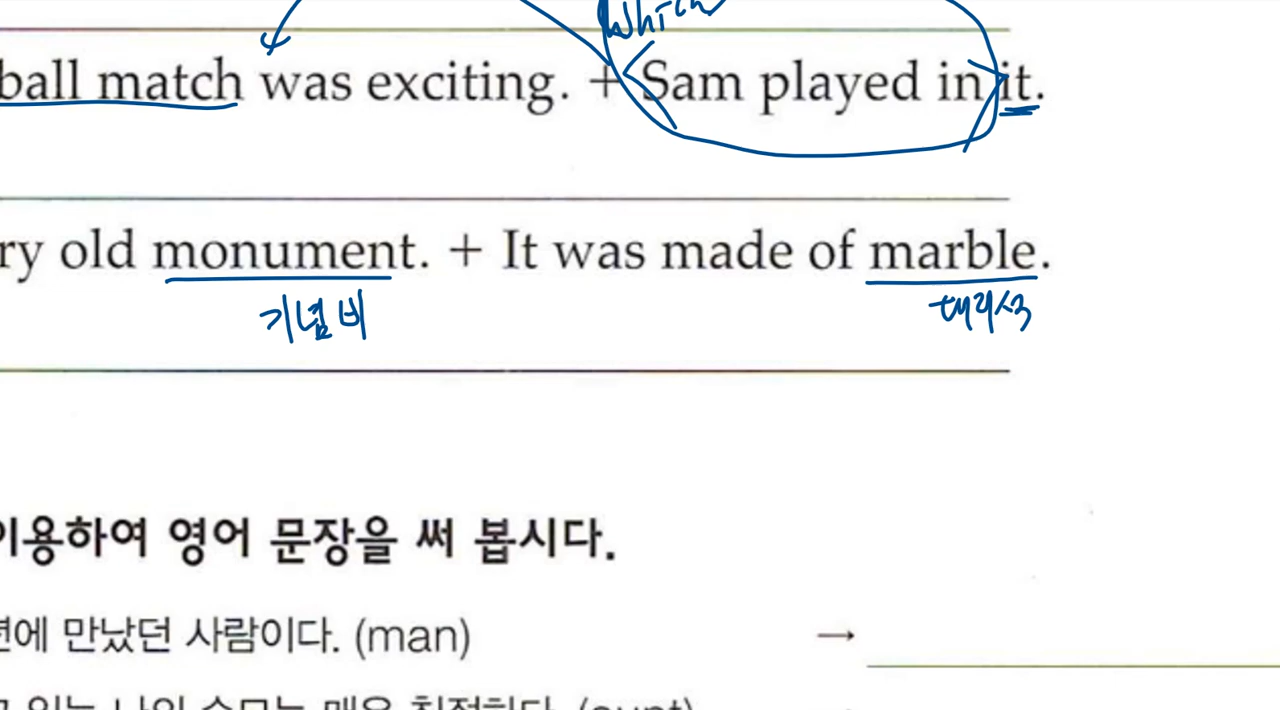 Which
ball match was exciting. + Sam played in it.
ry old monument. + It was made of marble.
기념비 대리석
이용하여 영어 문장을 써 봅시다.
년에 만났던 사람이다. (man) →